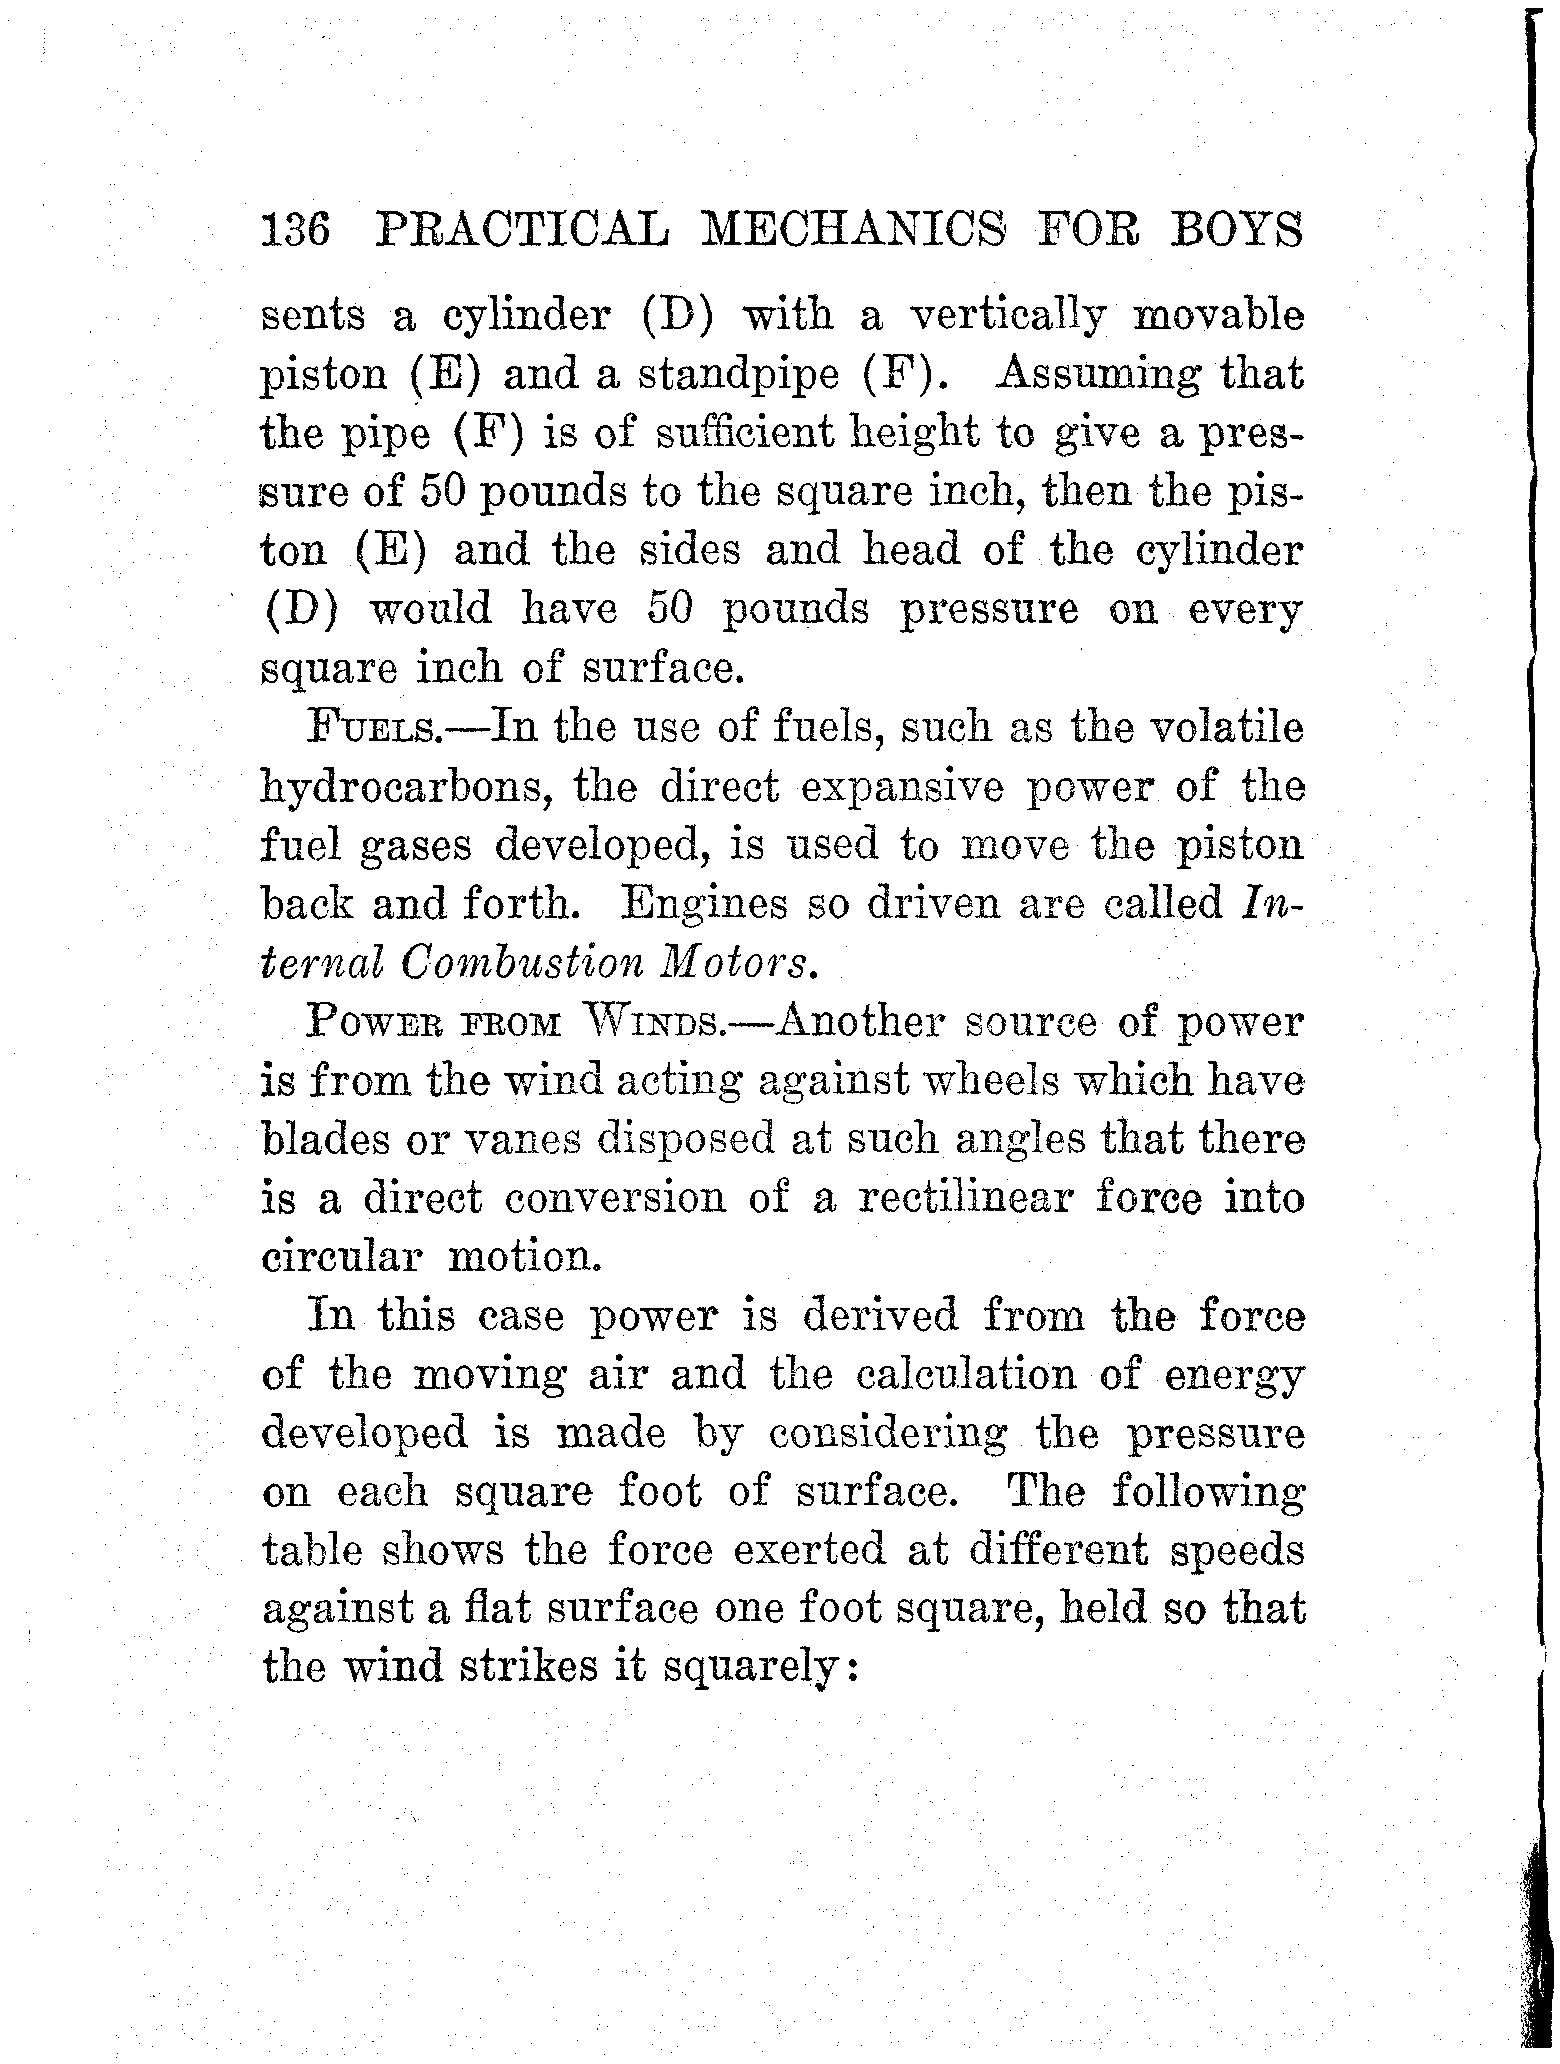 136 PRACTICAL MECHANICS FOR BOYS
sents a cylinder (D) with a vertically movable
piston (E) and a standpipe (F). Assuming that
the pipe (F) is of sufficient height to give a pres-
sure of 50 pounds to the square inch, then the pis-
ton (E) and the sides and head of the cylinder
(D) would have 50 pounds pressure on every
square inch of surface.
FUELS.—In the use of fuels, such as the volatile
hydrocarbons, the direct expansive power of the
fuel gases developed, is used to move the piston
back and forth. Engines so driven are called In-
ternal Combustion Motors.
POWER FROM WINDS.—Another source of power
is from the wind acting against wheels which have
blades or vanes disposed at such angles that there
is a direct conversion of a rectilinear force into
circular motion.
In this case power is derived from the force
of the moving air and the calculation of energy
developed is made by considering the pressure
on each square foot of surface. The following
table shows the force exerted at different speeds
against a flat surface one foot square, held so that
the wind strikes it squarely: